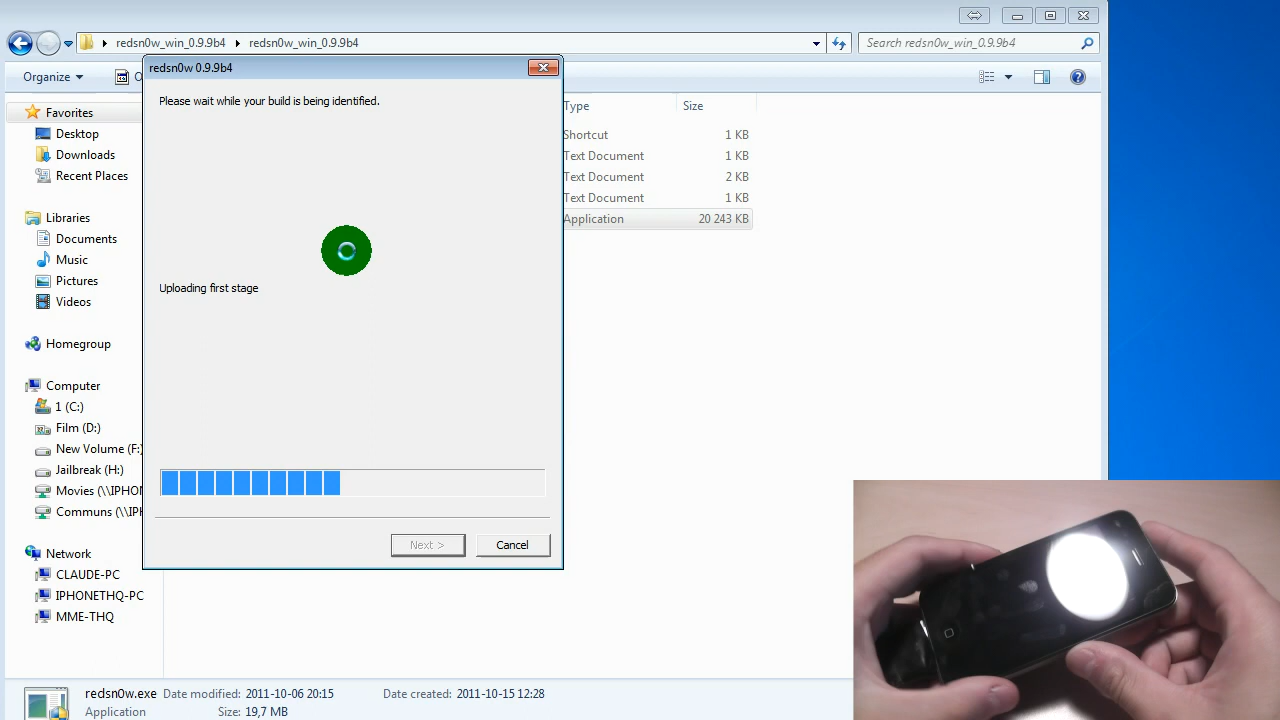 redsn0w_win_0.9.9b4 redsn0w_win_0.9.9b4
Search redsn0w_win_0.9.9b4
Organize
O
redsn0w 0.9.9b4
Please wait while your build is being identified.
Uploading first stage
Next >
Cancel
Type Size
Shortcut 1 KB
Text Document 1 KB
Text Document 2 KB
Text Document 1 KB
Application 20 243 KB
Favorites
Desktop
Downloads
Recent Places
Libraries
Documents
Music
Pictures
Videos
Homegroup
Computer
1 (C:)
Film (D:)
New Volume (F:)
Jailbreak (H:)
Movies (\\IPHO
Communs (\\IP
Network
CLAUDE-PC
IPHONETHQ-PC
MME-THQ
redsn0w.exe Date modified: 2011-10-06 20:15 Date created: 2011-10-15 12:28
Application Size: 19,7 MB